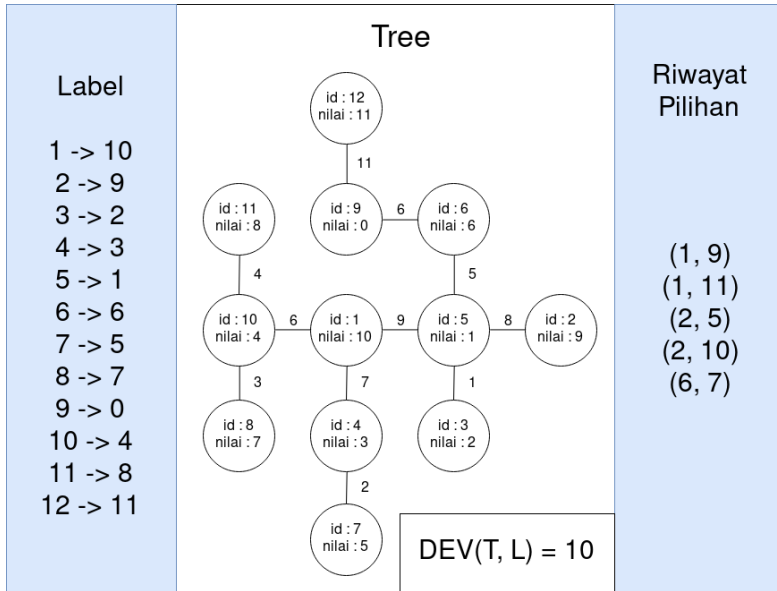 Label
1 -> 10
2 -> 9
3 -> 2
4 -> 3
5 -> 1
6 -> 6
7 -> 5
8 -> 7
9 -> 0
10 -> 4
11 -> 8
12 -> 11
Tree
id : 12
nilai : 11
11
id : 11
nilai : 8
id : 9
nilai : 0
6
id : 6
nilai : 6
4
5
id : 10
nilai : 4
6
id : 1
nilai : 10
9
id : 5
nilai : 1
8
id : 2
nilai : 9
3
7
1
id : 8
nilai : 7
id : 4
nilai : 3
id : 3
nilai : 2
2
id : 7
nilai : 5
DEV(T, L) = 10
Riwayat
Pilihan
(1, 9)
(1, 11)
(2, 5)
(2, 10)
(6, 7)